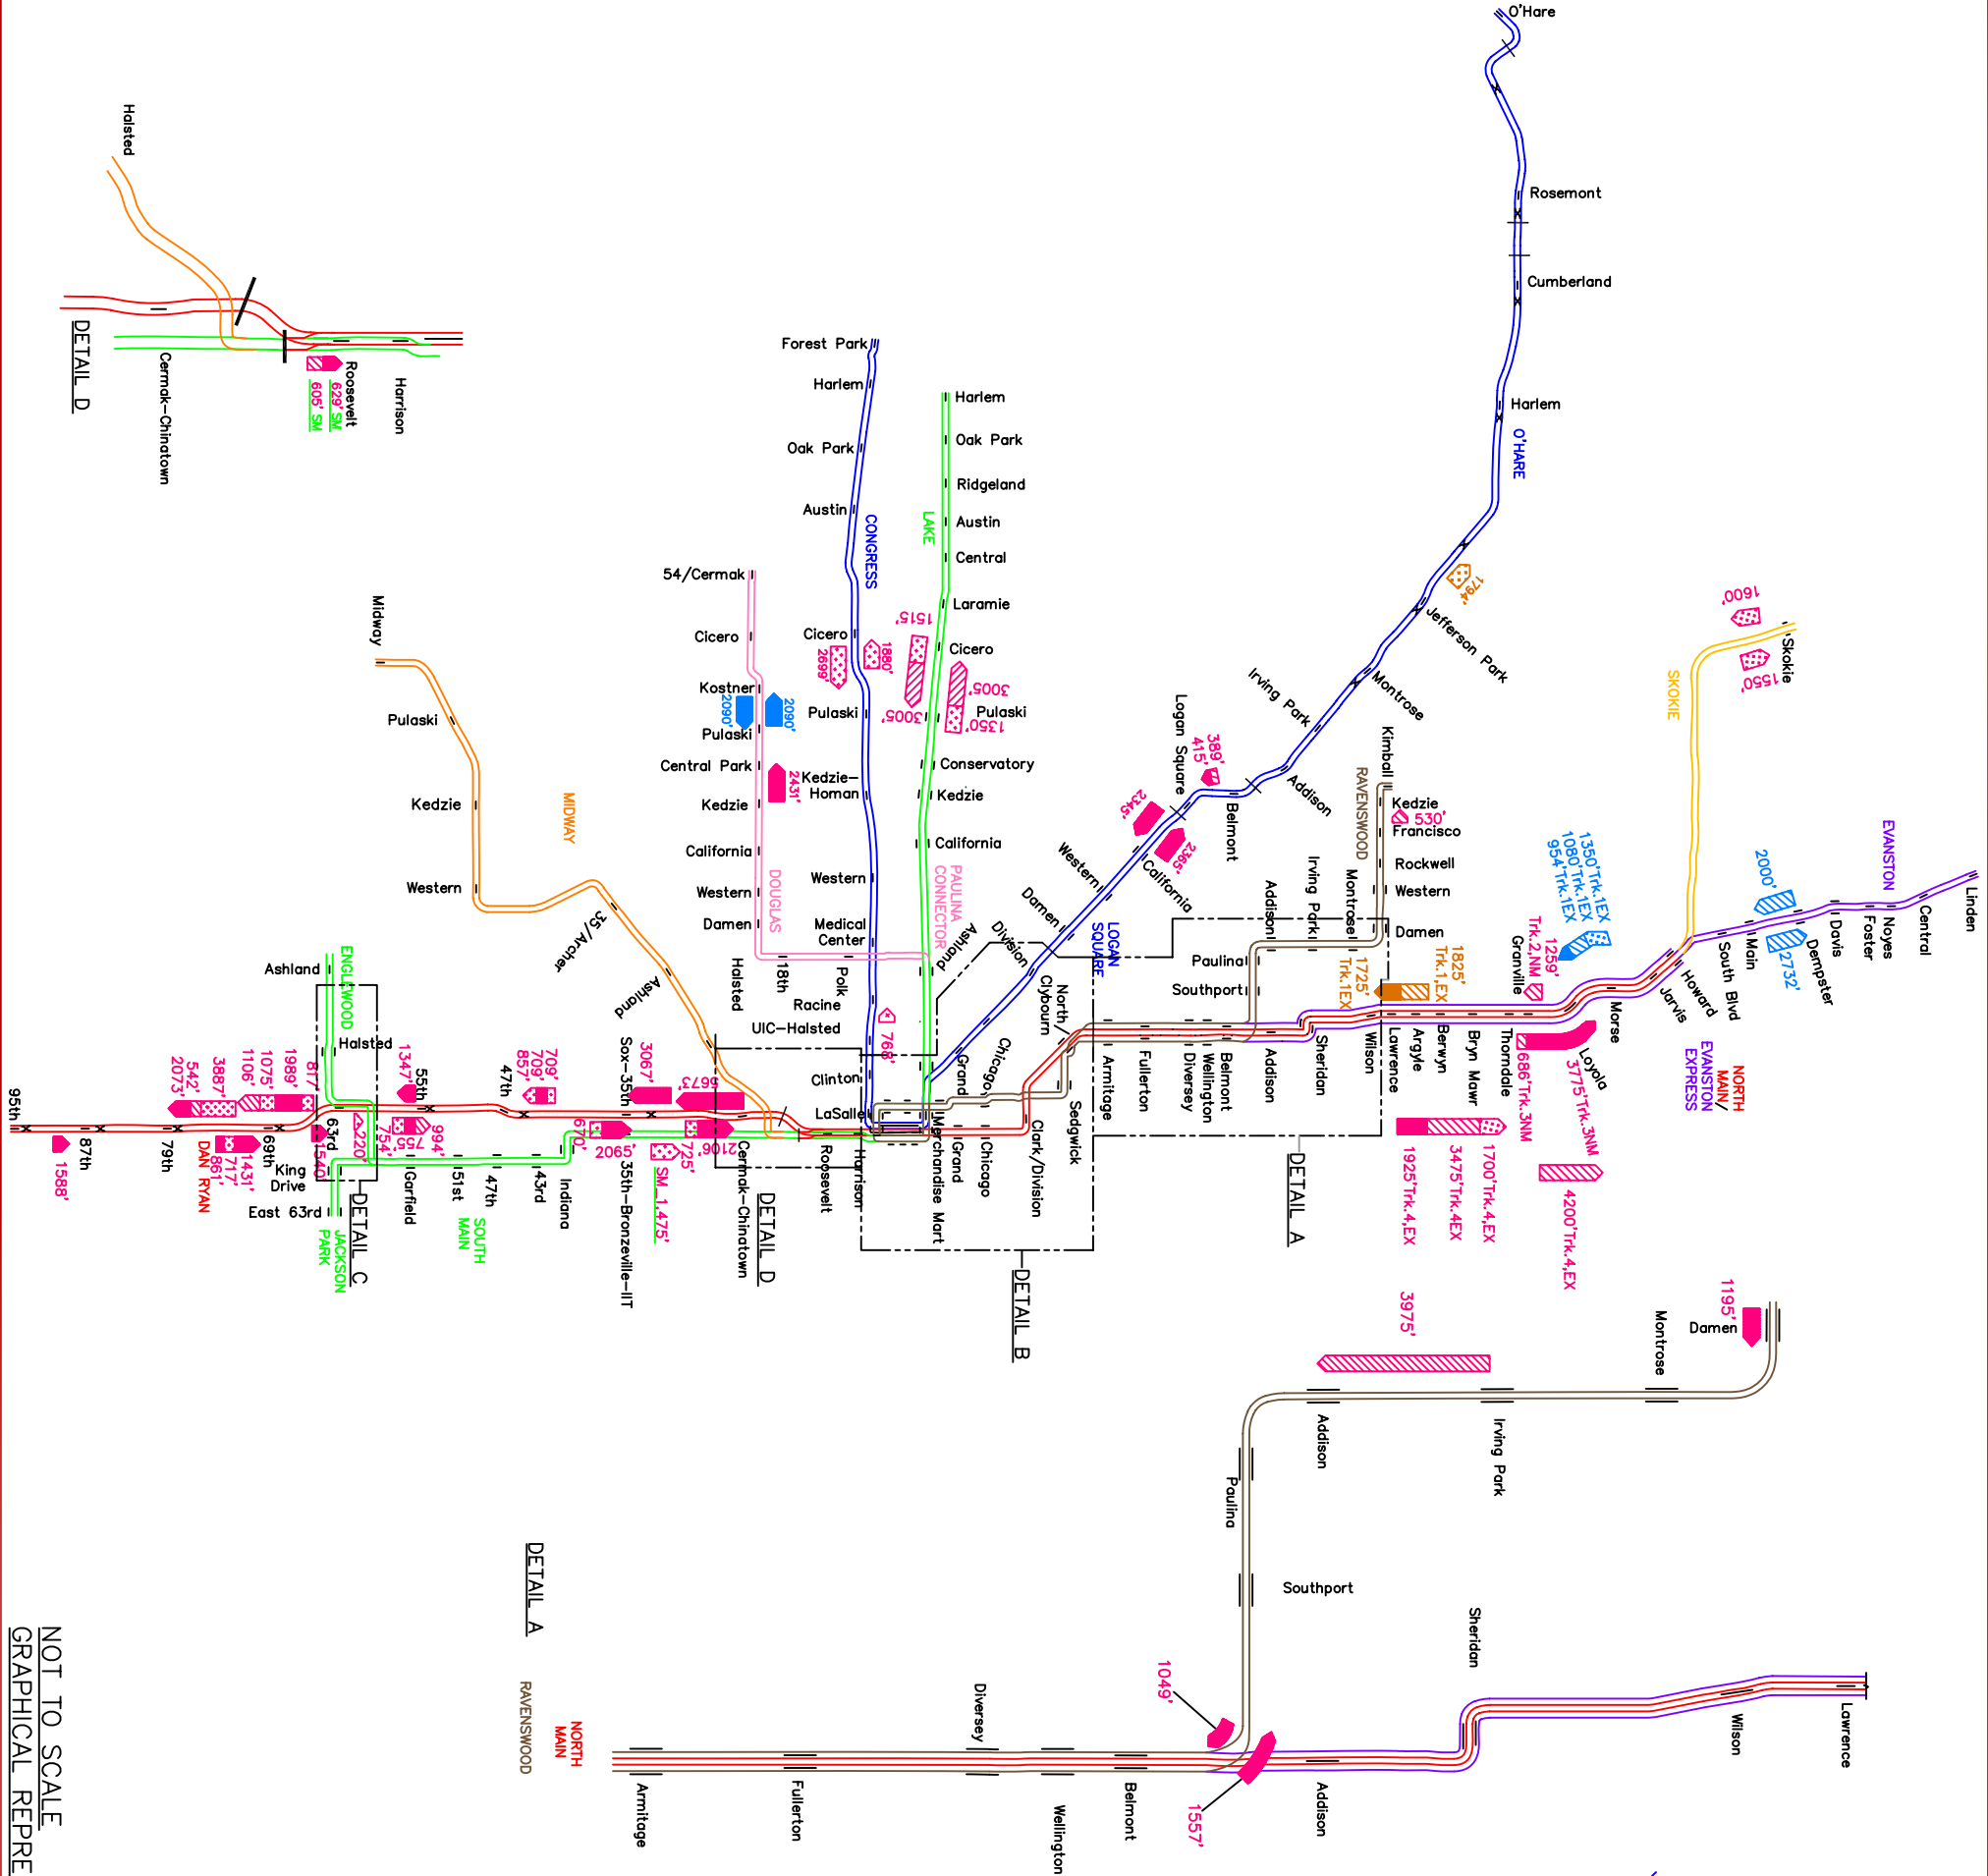 O'Hare
Rosemont
Cumberland
Harlem
O'HARE
1794'
Jefferson Park
Montrose
Irving Park
Addison
Belmont
389'
415'
Logan Square
2345'
2365'
California
Western
Damen
LOGAN
SQUARE
Division
Chicago
Grand
Skokie
1600'
1550'
SKOKIE
Linden
Central
Noyes
Foster
Davis
Dempster
Main
South Blvd
Howard
Jarvis
EVANSTON
2000'
2732'
1350'Trk.1EX
1080'Trk.1EX
954'Trk.1EX
Morse
Loyola
Granville
1259'
Trk.2,NM
Thorndale
Bryn Mawr
Berwyn
Argyle
Lawrence
Wilson
Sheridan
Addison
Belmont
Wellington
Diversey
Fullerton
Armitage
North/
Clybourn
Sedgwick
Clark/Division
NORTH
MAIN/
EVANSTON
EXPRESS
1825'
Trk.1,EX
1725'
Trk.1EX
686'Trk.3NM
3775'Trk.3NM
4200'Trk.4,EX
1700'Trk.4,EX
3475'Trk.4EX
1925'Trk.4,EX
Kimball
Kedzie
530'
Francisco
Rockwell
Western
Damen
RAVENSWOOD
Montrose
Irving Park
Addison
Paulina
Southport
Chicago
Grand
Merchandise Mart
Harlem
Oak Park
Ridgeland
Austin
Central
Laramie
Cicero
Pulaski
Conservatory
Kedzie
California
Ashland
LAKE
1515'
3005'
3005'
1350'
PAULINA
CONNECTOR
Forest Park
Harlem
Oak Park
Austin
CONGRESS
Cicero
1880'
2699'
Pulaski
Kedzie-
Homan
Western
Medical
Center
Racine
UIC-Halsted
768'
Clinton
LaSalle
54/Cermak
Cicero
Kostner
2090'
2090'
Pulaski
Central Park
2431'
Kedzie
California
Western
Damen
DOUGLAS
Halsted
18th
Polk
Midway
Pulaski
Kedzie
Western
MIDWAY
35/Archer
Ashland
Harrison
Roosevelt
Cermak-Chinatown
Sox-35th
3067'
6673'
2106'
725'
SM 1,475'
35th-Bronzeville-IIT
2065'
670'
47th
709'
709'
857'
Indiana
43rd
47th
51st
Garfield
SOUTH
MAIN
55th
1347'
994'
755'
754'
220'
ENGLEWOOD
Ashland
Halsted
63rd
King
Drive
East 63rd
JACKSON
PARK
540'
817'
1989'
1075'
1106'
3887'
542'
2073'
69th
1431'
717'
861'
DAN RYAN
79th
87th
1588'
95th
DETAIL A
DETAIL B
DETAIL C
DETAIL D
Halsted
Harrison
Roosevelt
629' SM
605' SM
Cermak-Chinatown
DETAIL D
1195'
Damen
Montrose
3975'
Irving Park
Addison
Paulina
Southport
1049'
1557'
Lawrence
Wilson
Sheridan
Addison
Belmont
Wellington
Diversey
Fullerton
Armitage
NORTH
MAIN
RAVENSWOOD
DETAIL A
NOT TO SCALE
GRAPHICAL REPRE